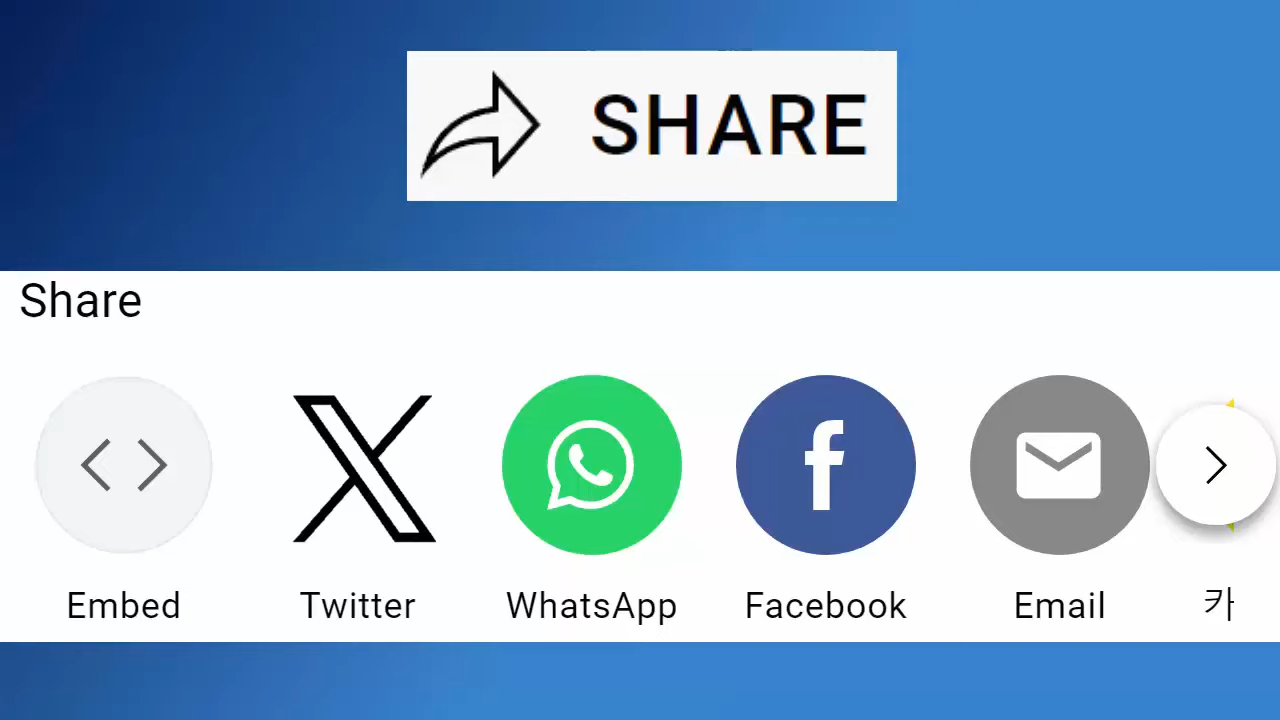 SHARE
Share
Embed
Twitter
WhatsApp
Facebook
Email
카